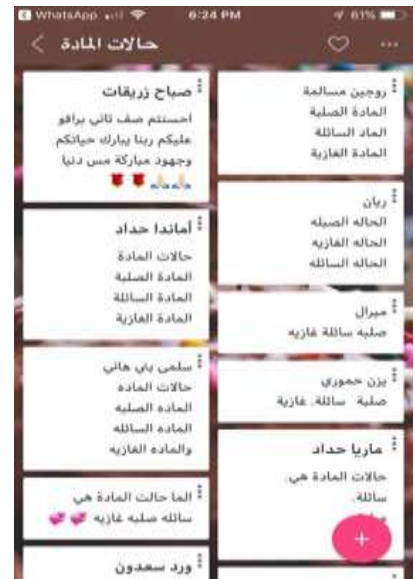 WhatsApp 6:24 PM 61%
حالات المادة
روجين مسالمة
المادة الصلبة
الماد السائلة
المادة الغازية
ريان
الحاله الصيله
الحاله الغازيه
الحاله السائله
ميرال
صلبه سائلة غازيه
يزن حموري
صلبة سائلة. غازية
ماريا حداد
حالات المادة هي.
سائلة.
صباح زريقات
احسنتم صف ثاني برافو
عليكم ربنا يبارك حياتكم
وجهود مباركة مس دنيا
🙏🏻🙏🏻🌹🌹
أماندا حداد
حالات المادة
المادة الصلبة
المادة السائلة
المادة الغازية
سلمى بني هاني
حالات الماده
الماده الصلبه
الماده السائله
والماده الغازيه
الما حالت المادة هي
سائله صلبه غازيه 💞💞
ورد سعدون